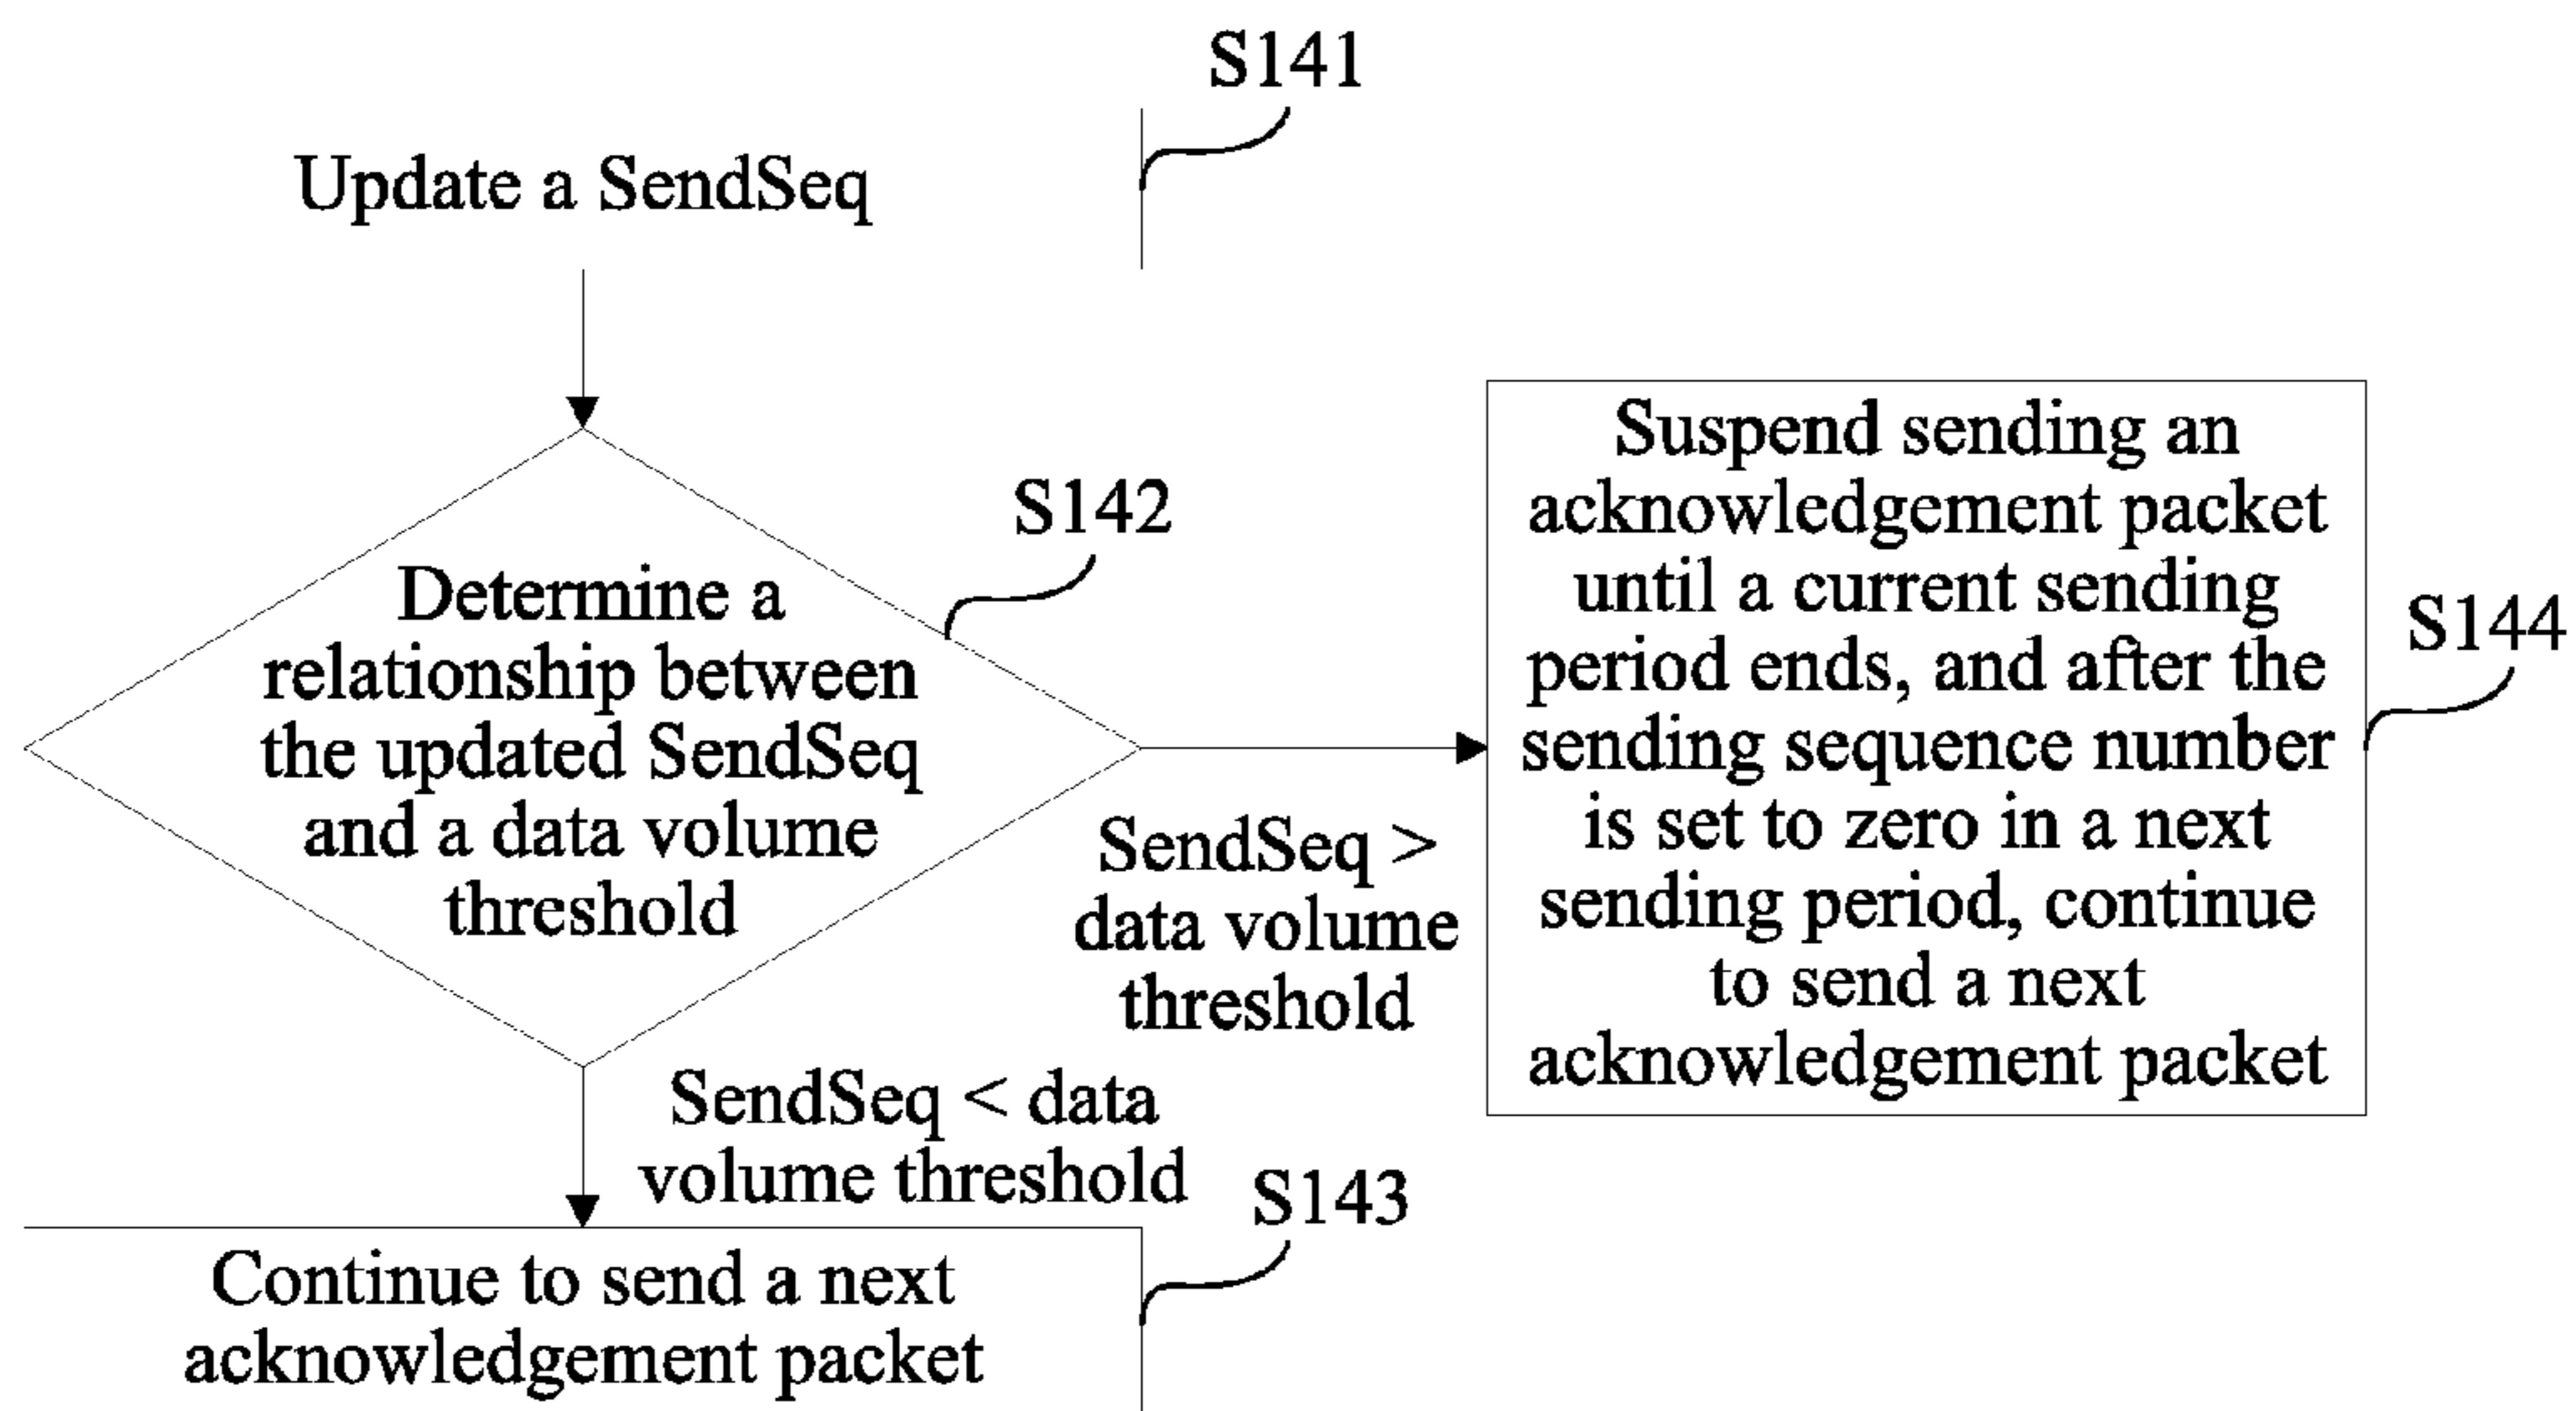 S141
Update a SendSeq
S142
Determine a
relationship between
the updated SendSeq
and a data volume
threshold
SendSeq >
data volume
threshold
Suspend sending an
acknowledgement packet
until a current sending
period ends, and after the
sending sequence number
is set to zero in a next
sending period, continue
to send a next
acknowledgement packet
S144
SendSeq < data
volume threshold
S143
Continue to send a next
acknowledgement packet